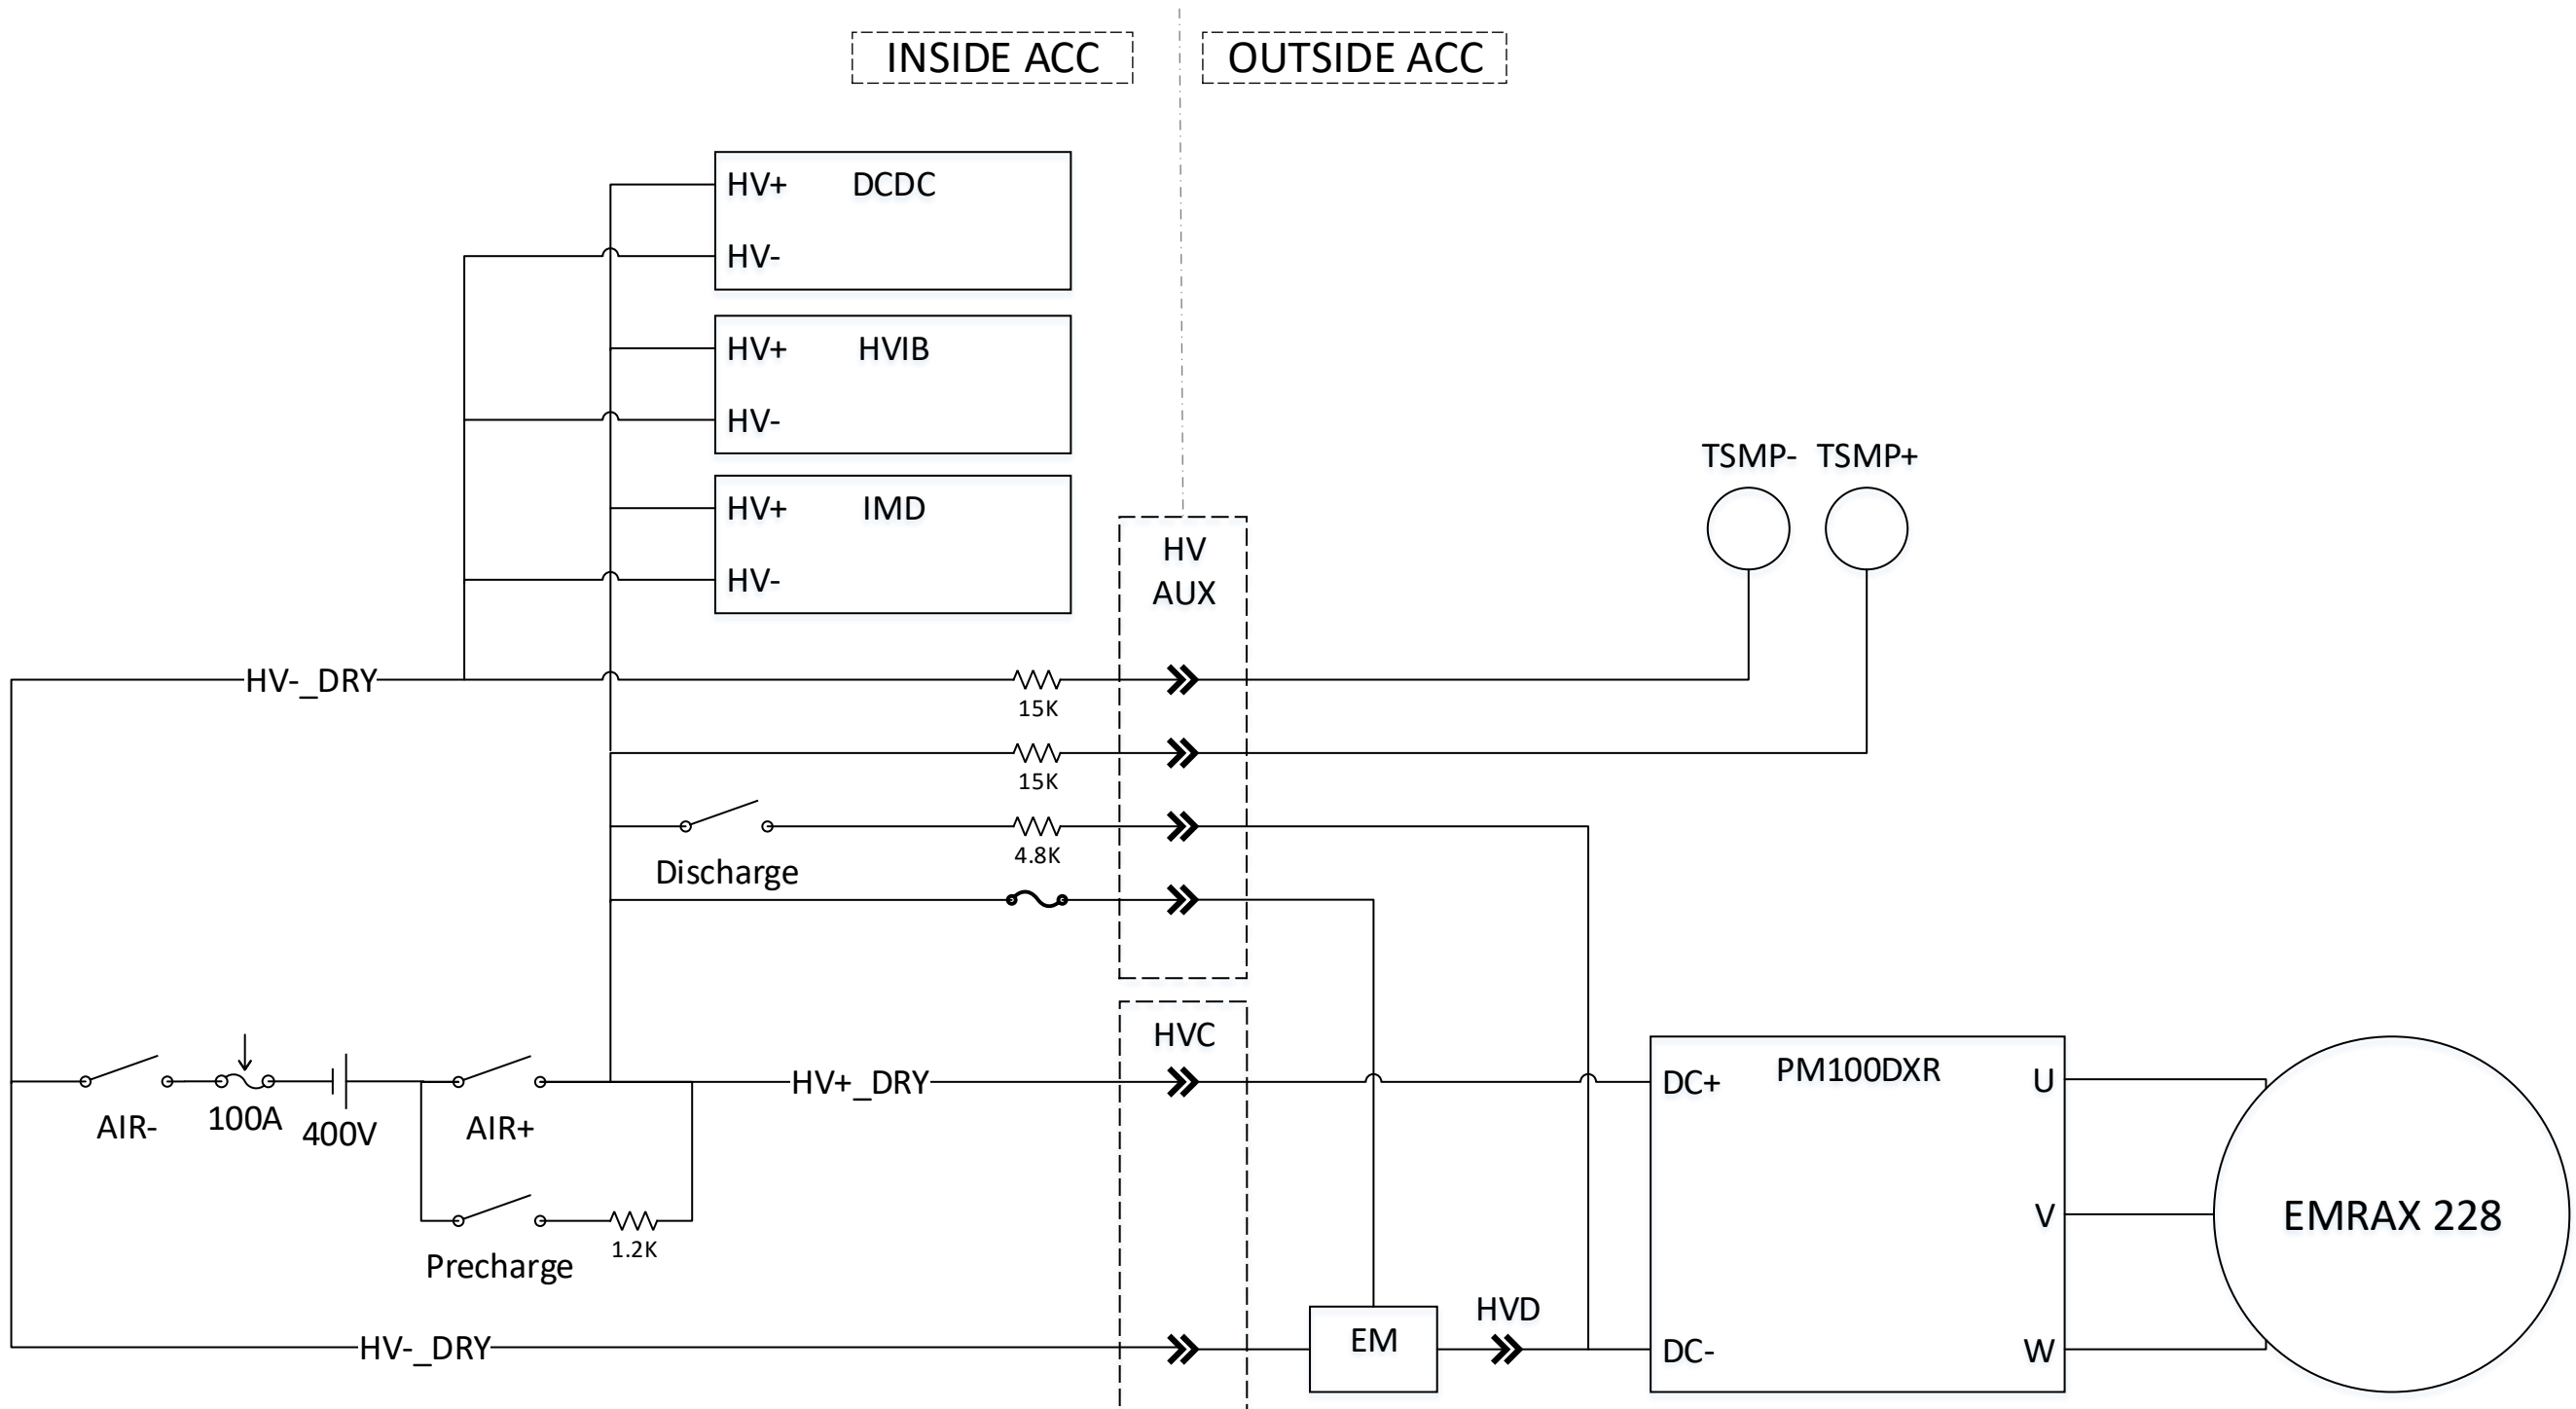 INSIDE ACC
OUTSIDE ACC
HV+ DCDC
HV-
HV+ HVIB
HV-
HV+ IMD
HV-
HV
AUX
TSMP- TSMP+
HV-_DRY
15K
15K
Discharge
4.8K
HVC
AIR-
100A
400V
AIR+
HV+_DRY
DC+
PM100DXR
U
V
W
EMRAX 228
Precharge
1.2K
HV-_DRY
EM
HVD
DC-